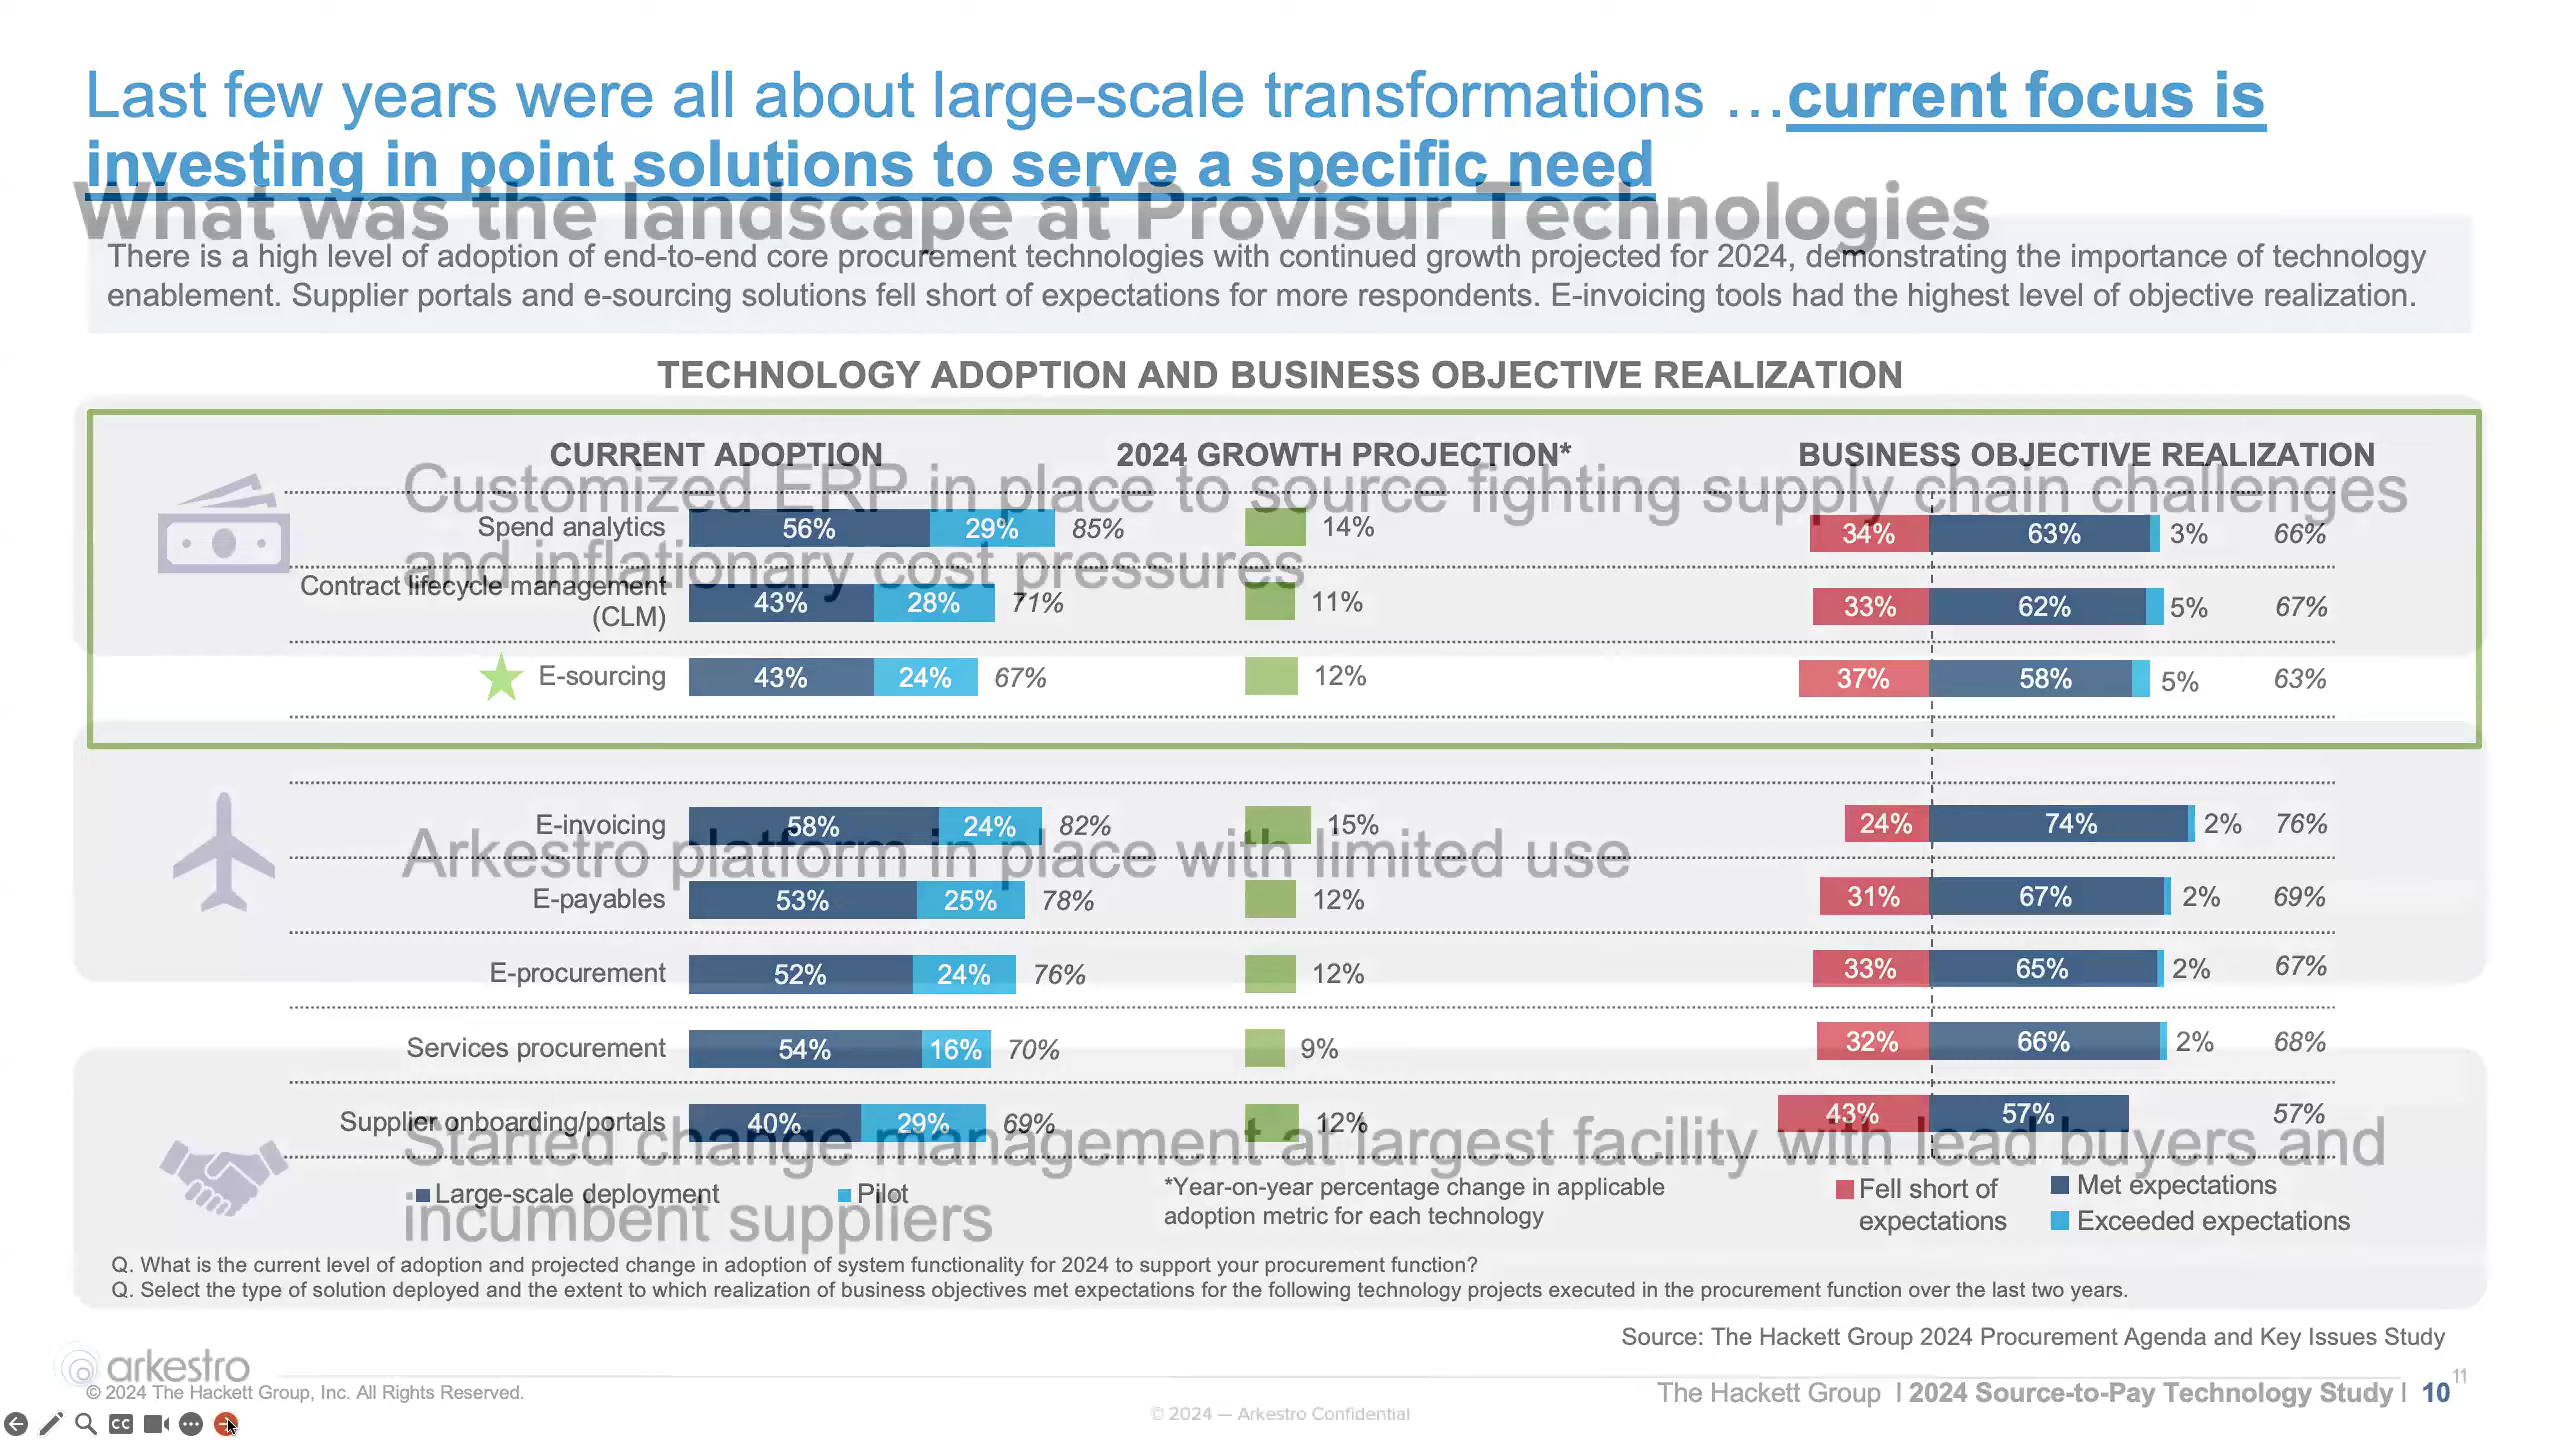 Last few years were all about large-scale transformations …current focus is
investing in point solutions to serve a specific need
What was the landscape at Provisur Technologies
There is a high level of adoption of end-to-end core procurement technologies with continued growth projected for 2024, demonstrating the importance of technology
enablement. Supplier portals and e-sourcing solutions fell short of expectations for more respondents. E-invoicing tools had the highest level of objective realization.
TECHNOLOGY ADOPTION AND BUSINESS OBJECTIVE REALIZATION
CURRENT ADOPTION 2024 GROWTH PROJECTION* BUSINESS OBJECTIVE REALIZATION
Customized ERP in place to source fighting supply chain challenges
and inflationary cost pressures
Spend analytics 56% 29% 85% 14% 34% 63% 3% 66%
Contract lifecycle management
(CLM) 43% 28% 71% 11% 33% 62% 5% 67%
E-sourcing 43% 24% 67% 12% 37% 58% 5% 63%
E-invoicing 58% 24% 82% 15% 24% 74% 2% 76%
Arkestro platform in place with limited use
E-payables 53% 25% 78% 12% 31% 67% 2% 69%
E-procurement 52% 24% 76% 12% 33% 65% 2% 67%
Services procurement 54% 16% 70% 9% 32% 66% 2% 68%
Supplier onboarding/portals 40% 29% 69% 12% 43% 57% 57%
Started change management at largest facility with lead buyers and
incumbent suppliers
Large-scale deployment Pilot
*Year-on-year percentage change in applicable
adoption metric for each technology
Fell short of
expectations
Met expectations
Exceeded expectations
Q. What is the current level of adoption and projected change in adoption of system functionality for 2024 to support your procurement function?
Q. Select the type of solution deployed and the extent to which realization of business objectives met expectations for the following technology projects executed in the procurement function over the last two years.
Source: The Hackett Group 2024 Procurement Agenda and Key Issues Study
arkestro
© 2024 The Hackett Group, Inc. All Rights Reserved.
The Hackett Group | 2024 Source-to-Pay Technology Study | 10
11
© 2024 — Arkestro Confidential
CC